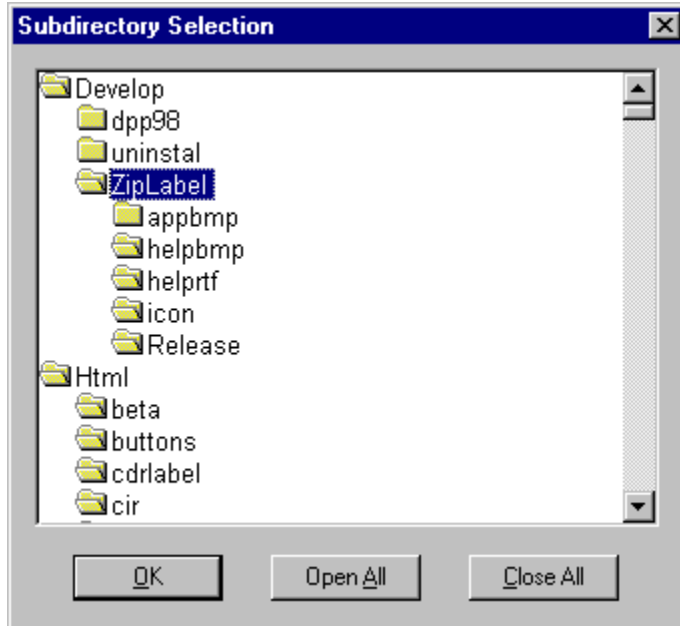 Subdirectory Selection
Develop
dpp98
uninstal
ZipLabel
appbmp
helpbmp
helprtf
icon
Release
Html
beta
buttons
cdrlabel
cir
OK
Open All
Close All